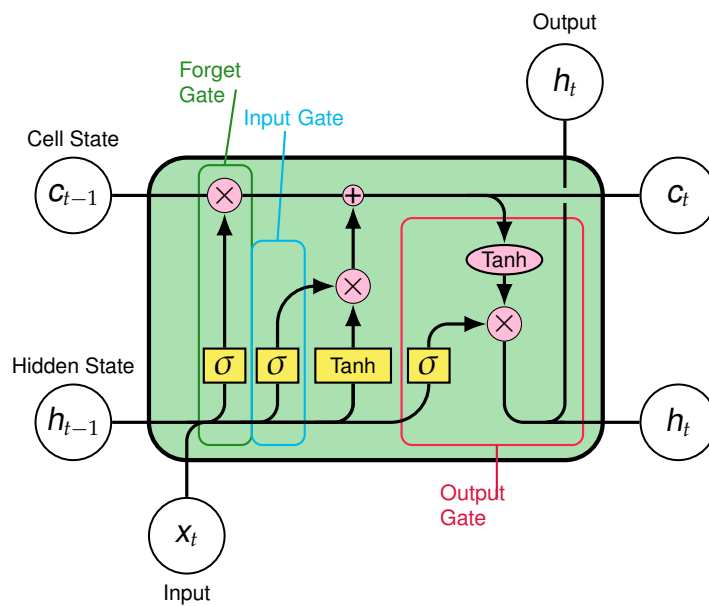 Output
h_t
Forget
Gate
Input Gate
Cell State
c_{t−1}
×
+
c_t
Tanh
×
×
Hidden State
σ
σ
Tanh
σ
h_{t−1}
h_t
Output
Gate
x_t
Input